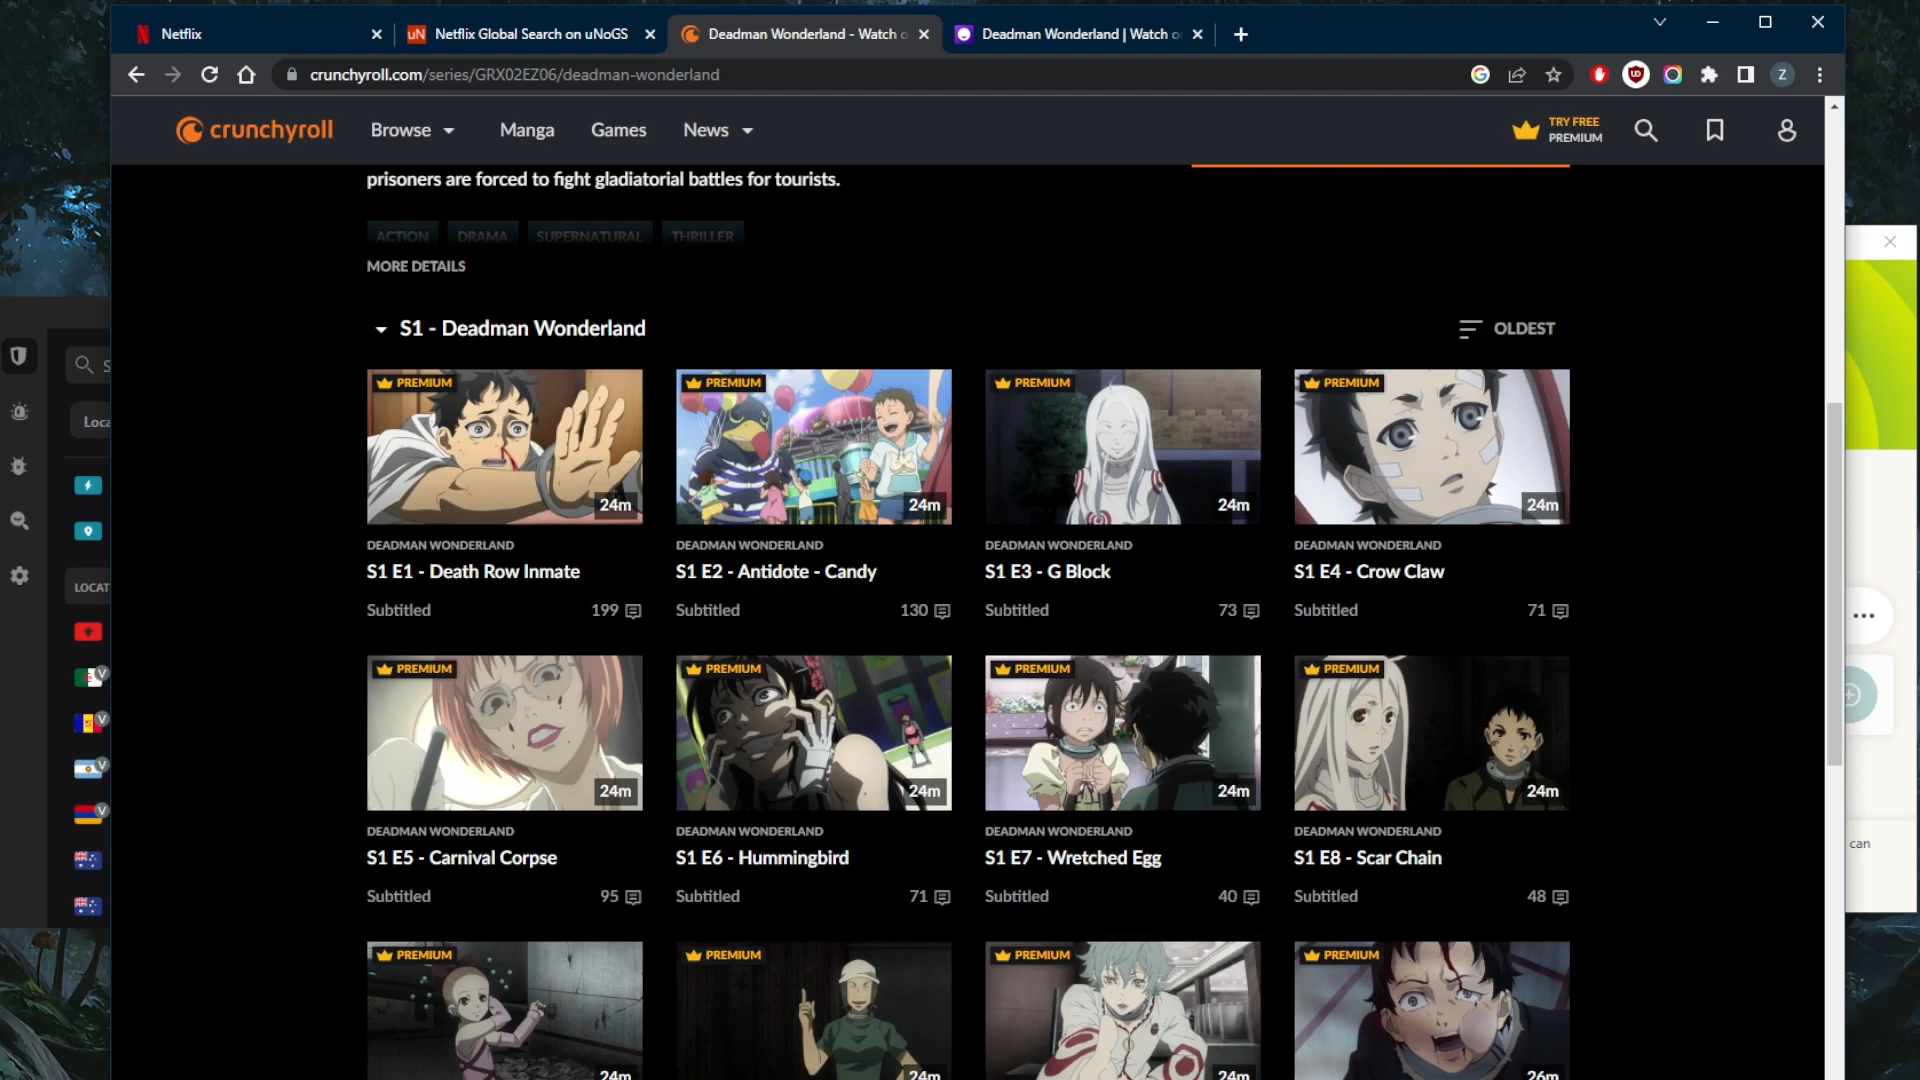 Netflix
Netflix Global Search on uNoGS
Deadman Wonderland - Watch o
Deadman Wonderland | Watch o
crunchyroll.com/series/GRX02EZ06/deadman-wonderland
Z
crunchyroll
Browse
Manga
Games
News
TRY FREE
PREMIUM
prisoners are forced to fight gladiatorial battles for tourists.
ACTION
DRAMA
SUPERNATURAL
THRILLER
MORE DETAILS
S1 - Deadman Wonderland
OLDEST
PREMIUM
PREMIUM
PREMIUM
PREMIUM
24m
24m
24m
24m
DEADMAN WONDERLAND
DEADMAN WONDERLAND
DEADMAN WONDERLAND
DEADMAN WONDERLAND
S1 E1 - Death Row Inmate
S1 E2 - Antidote - Candy
S1 E3 - G Block
S1 E4 - Crow Claw
Subtitled 199
Subtitled 130
Subtitled 73
Subtitled 71
PREMIUM
PREMIUM
PREMIUM
PREMIUM
24m
24m
24m
24m
DEADMAN WONDERLAND
DEADMAN WONDERLAND
DEADMAN WONDERLAND
DEADMAN WONDERLAND
S1 E5 - Carnival Corpse
S1 E6 - Hummingbird
S1 E7 - Wretched Egg
S1 E8 - Scar Chain
Subtitled 95
Subtitled 71
Subtitled 40
Subtitled 48
PREMIUM
PREMIUM
PREMIUM
PREMIUM
24m
24m
24m
26m
S
Loca
LOCAT
V
V
V
V
can